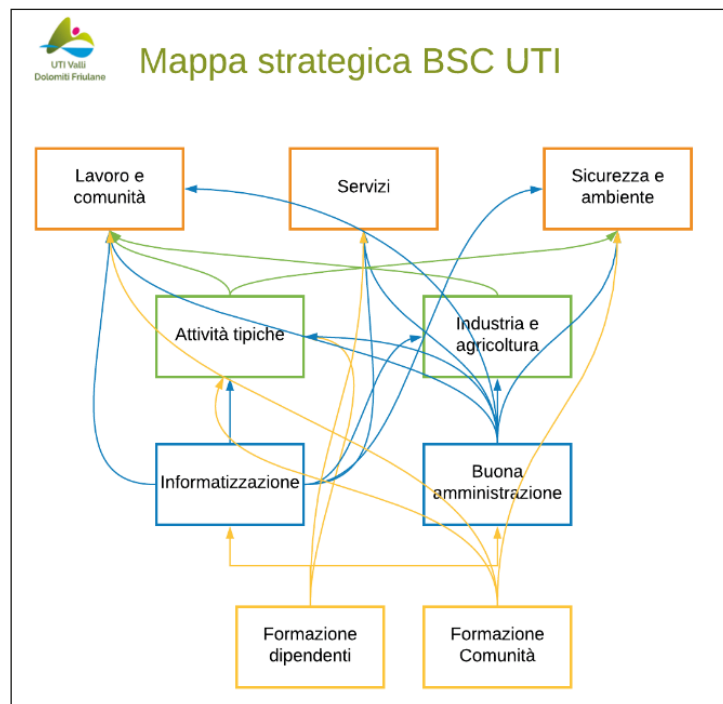 UTI Valli
Dolomiti Friulane
Mappa strategica BSC UTI
Lavoro e
comunità
Servizi
Sicurezza e
ambiente
Attività tipiche
Industria e
agricoltura
Informatizzazione
Buona
amministrazione
Formazione
dipendenti
Formazione
Comunità